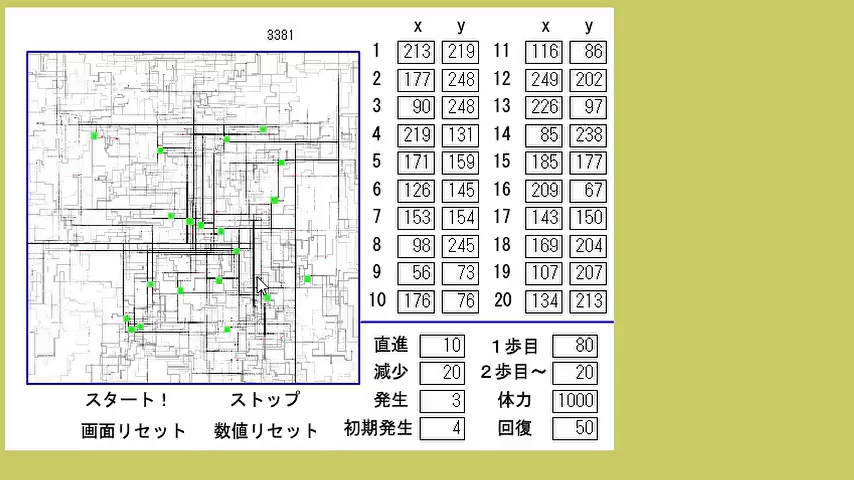 3381
x y x y
1 213 219 11 116 86
2 177 248 12 249 202
3 90 248 13 226 97
4 219 131 14 85 238
5 171 159 15 185 177
6 126 145 16 209 67
7 153 154 17 143 150
8 98 245 18 169 204
9 56 73 19 107 207
10 176 76 20 134 213
直進 10 1歩目 80
減少 20 2歩目~ 20
発生 3 体力 1000
初期発生 4 回復 50
スタート! ストップ
画面リセット 数値リセット